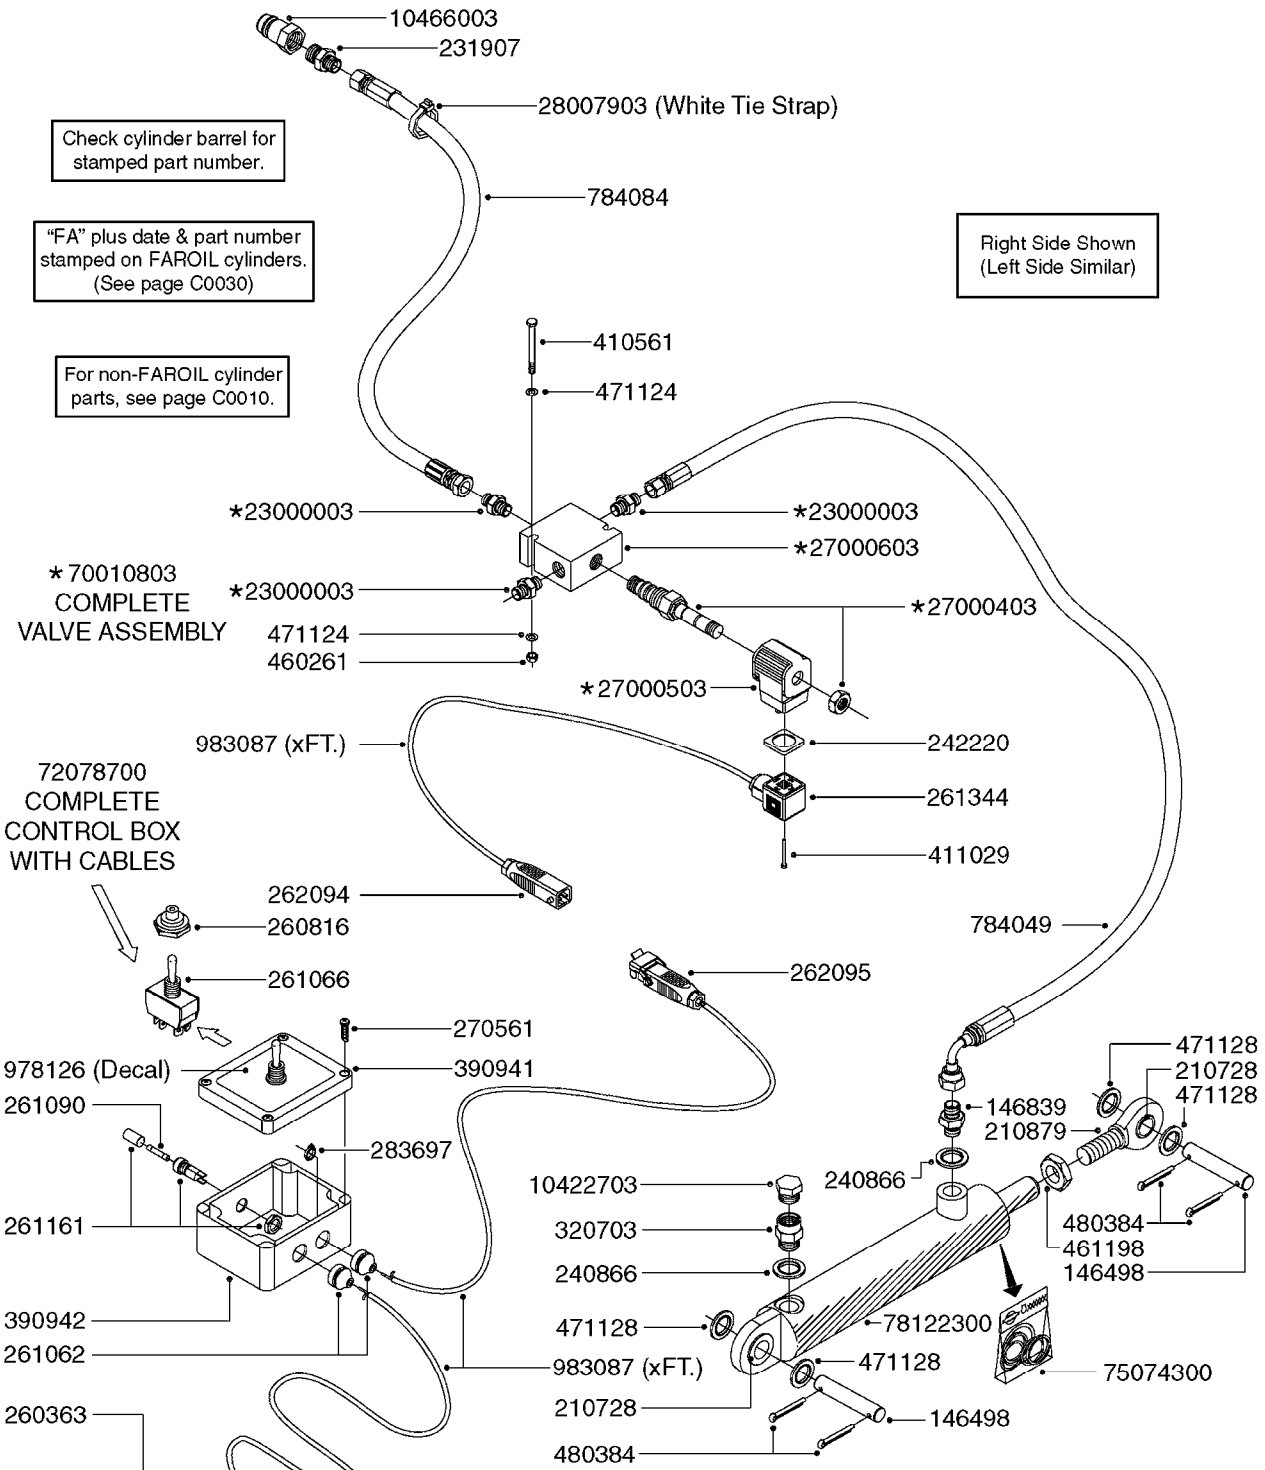 10466003
231907
28007903 (White Tie Strap)
Check cylinder barrel for
stamped part number.
784084
“FA” plus date & part number
stamped on FAROIL cylinders.
(See page C0030)
Right Side Shown
(Left Side Similar)
410561
For non-FAROIL cylinder
parts, see page C0010.
471124
*23000003
*23000003
*27000603
*70010803
COMPLETE
VALVE ASSEMBLY
*23000003
*27000403
471124
460261
*27000503
983087 (xFT.)
242220
72078700
COMPLETE
CONTROL BOX
WITH CABLES
261344
411029
262094
260816
784049
261066
262095
270561
978126 (Decal)
390941
471128
210728
471128
261090
146839
210879
283697
240866
10422703
261161
320703
480384
461198
146498
240866
390942
471128
78122300
261062
983087 (xFT.)
471128
75074300
210728
260363
146498
480384